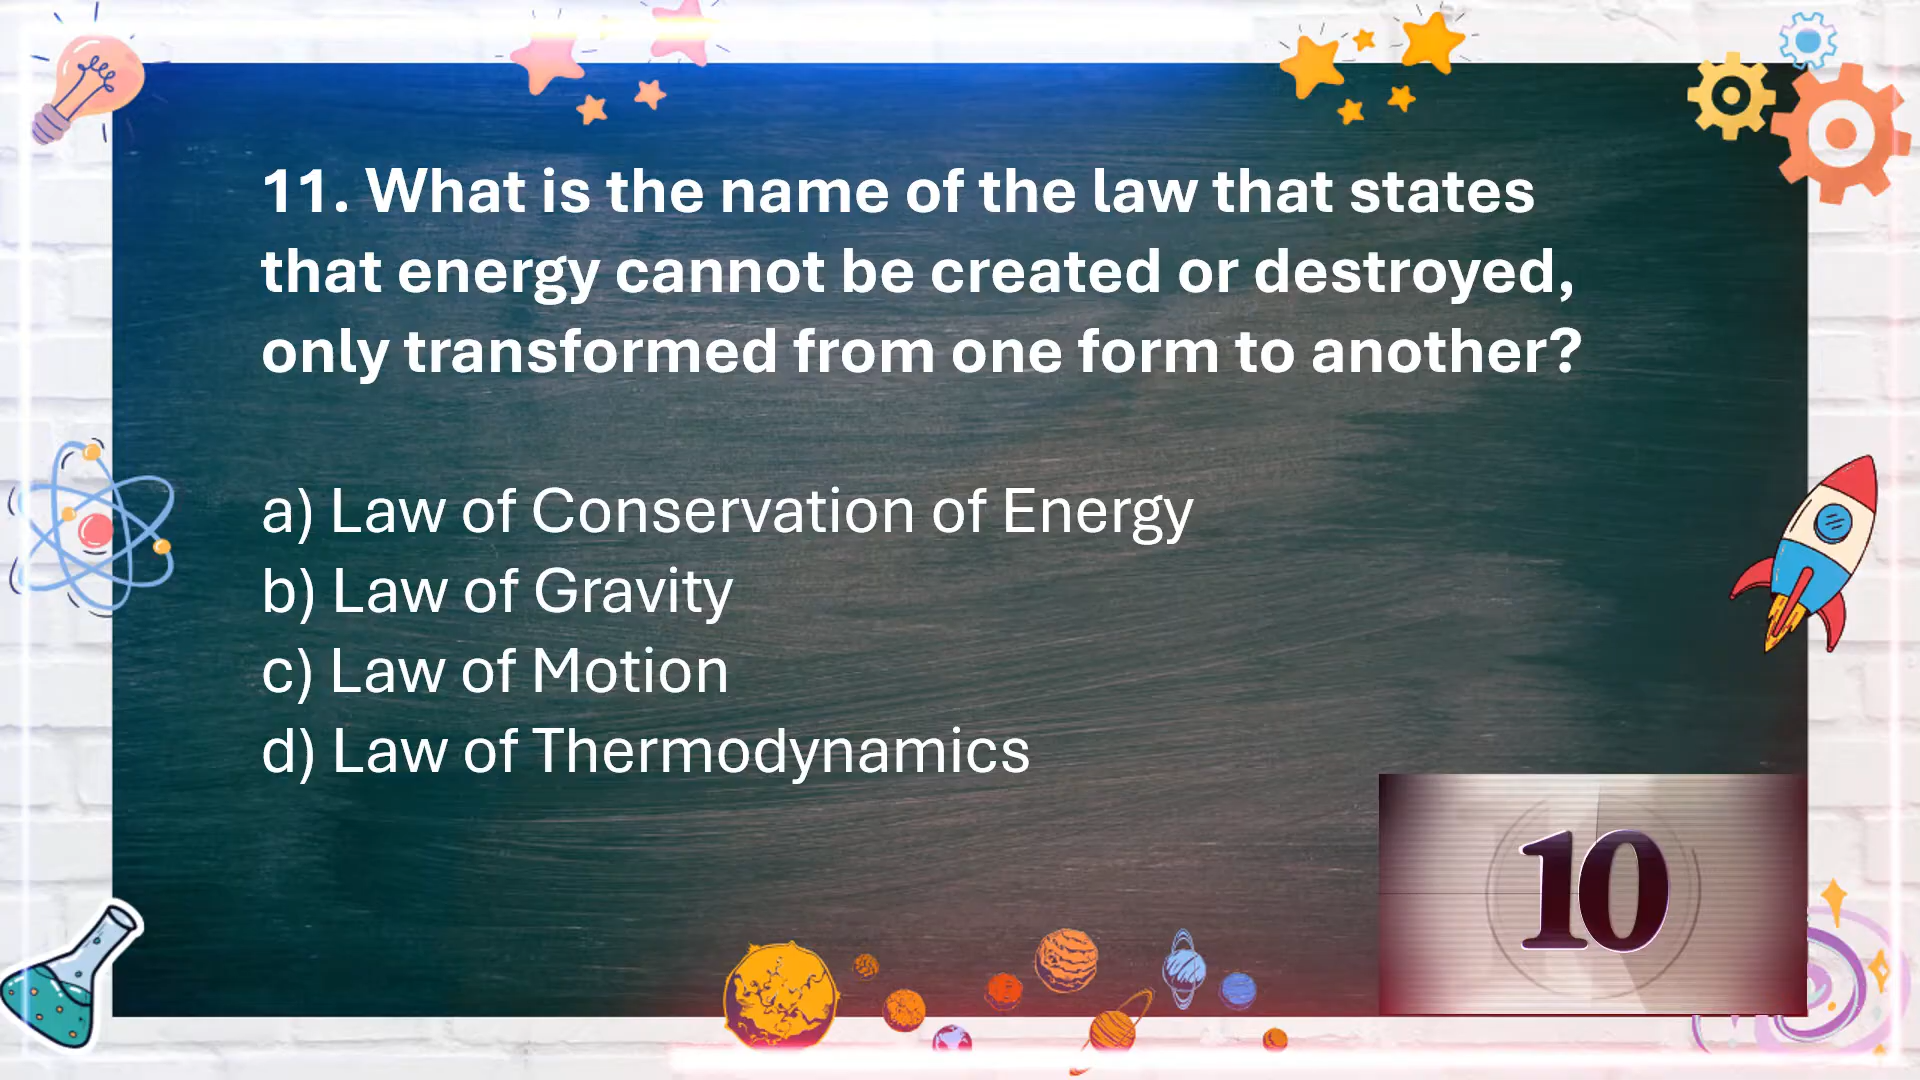 11. What is the name of the law that states
that energy cannot be created or destroyed,
only transformed from one form to another?
a) Law of Conservation of Energy
b) Law of Gravity
c) Law of Motion
d) Law of Thermodynamics
10